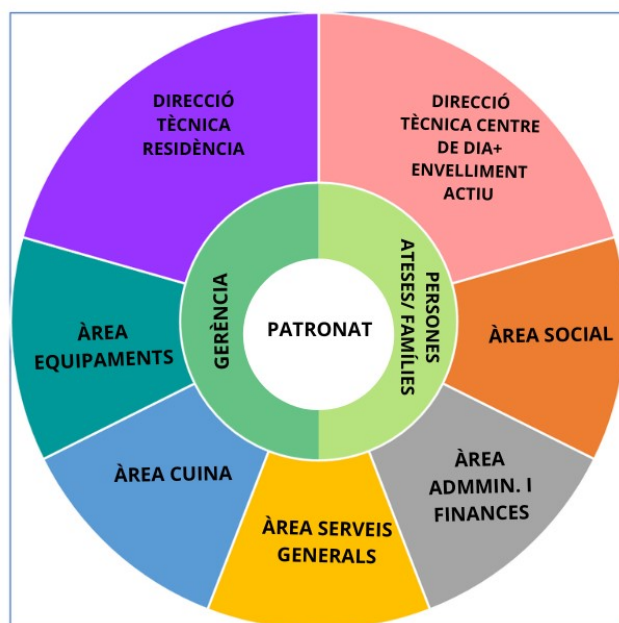 DIRECCIÓ
TÈCNICA
RESIDÈNCIA
DIRECCIÓ
TÈCNICA CENTRE
DE DIA+
ENVELLIMENT
ACTIU
GERÈNCIA
PATRONAT
PERSONES
ATESES/ FAMÍLIES
ÀREA
EQUIPAMENTS
ÀREA SOCIAL
ÀREA CUINA
ÀREA
ADMMIN. I
FINANCES
ÀREA SERVEIS
GENERALS